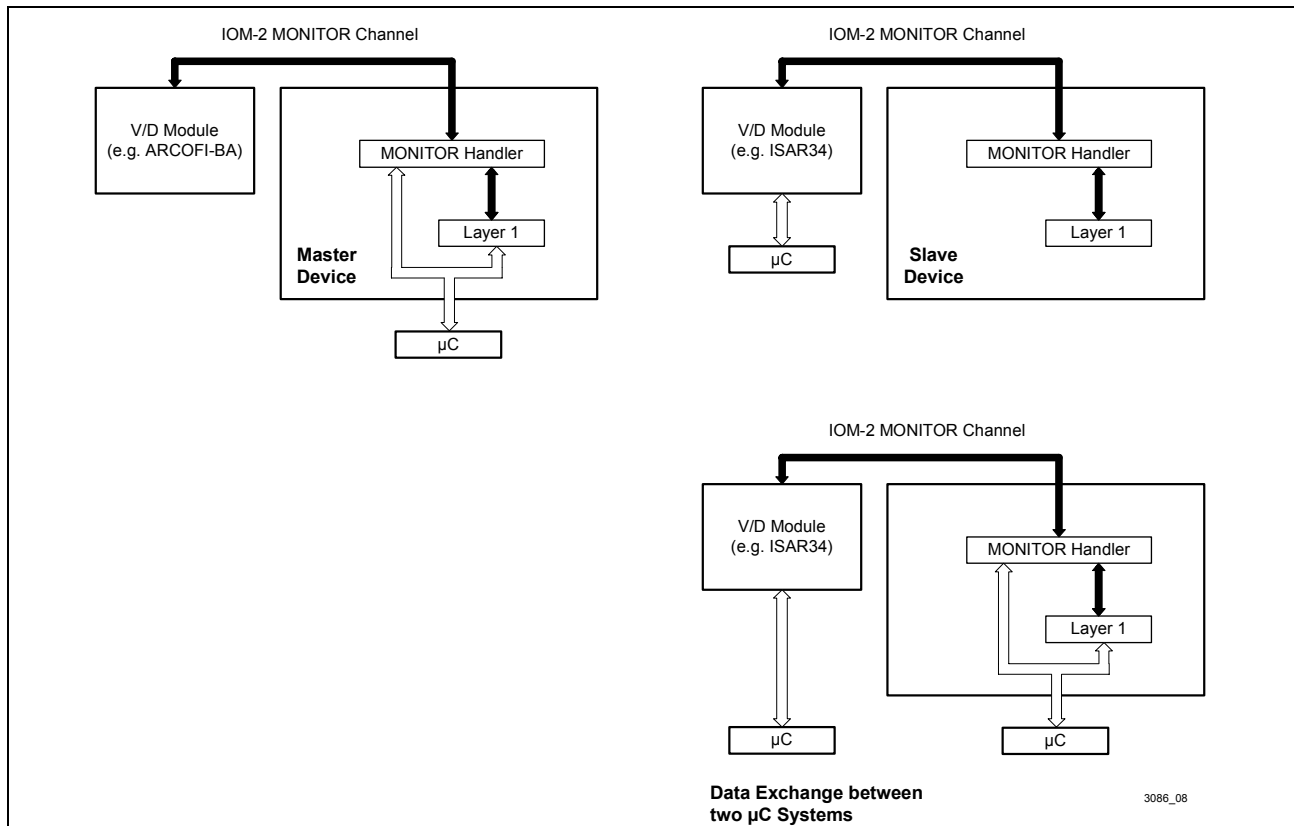 IOM-2 MONITOR Channel
V/D Module
(e.g. ARCOFI-BA)
MONITOR Handler
Layer 1
Master
Device
µC
IOM-2 MONITOR Channel
V/D Module
(e.g. ISAR34)
MONITOR Handler
Layer 1
µC
Slave
Device
IOM-2 MONITOR Channel
V/D Module
(e.g. ISAR34)
MONITOR Handler
Layer 1
µC
µC
Data Exchange between
two µC Systems
3086_08